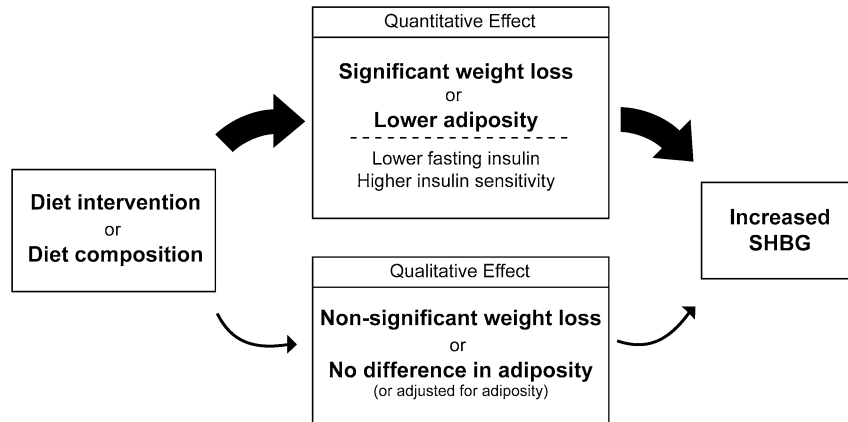 Quantitative Effect
Significant weight loss
or
Lower adiposity
Lower fasting insulin
Higher insulin sensitivity
Diet intervention
or
Diet composition
Increased
SHBG
Qualitative Effect
Non-significant weight loss
or
No difference in adiposity
(or adjusted for adiposity)